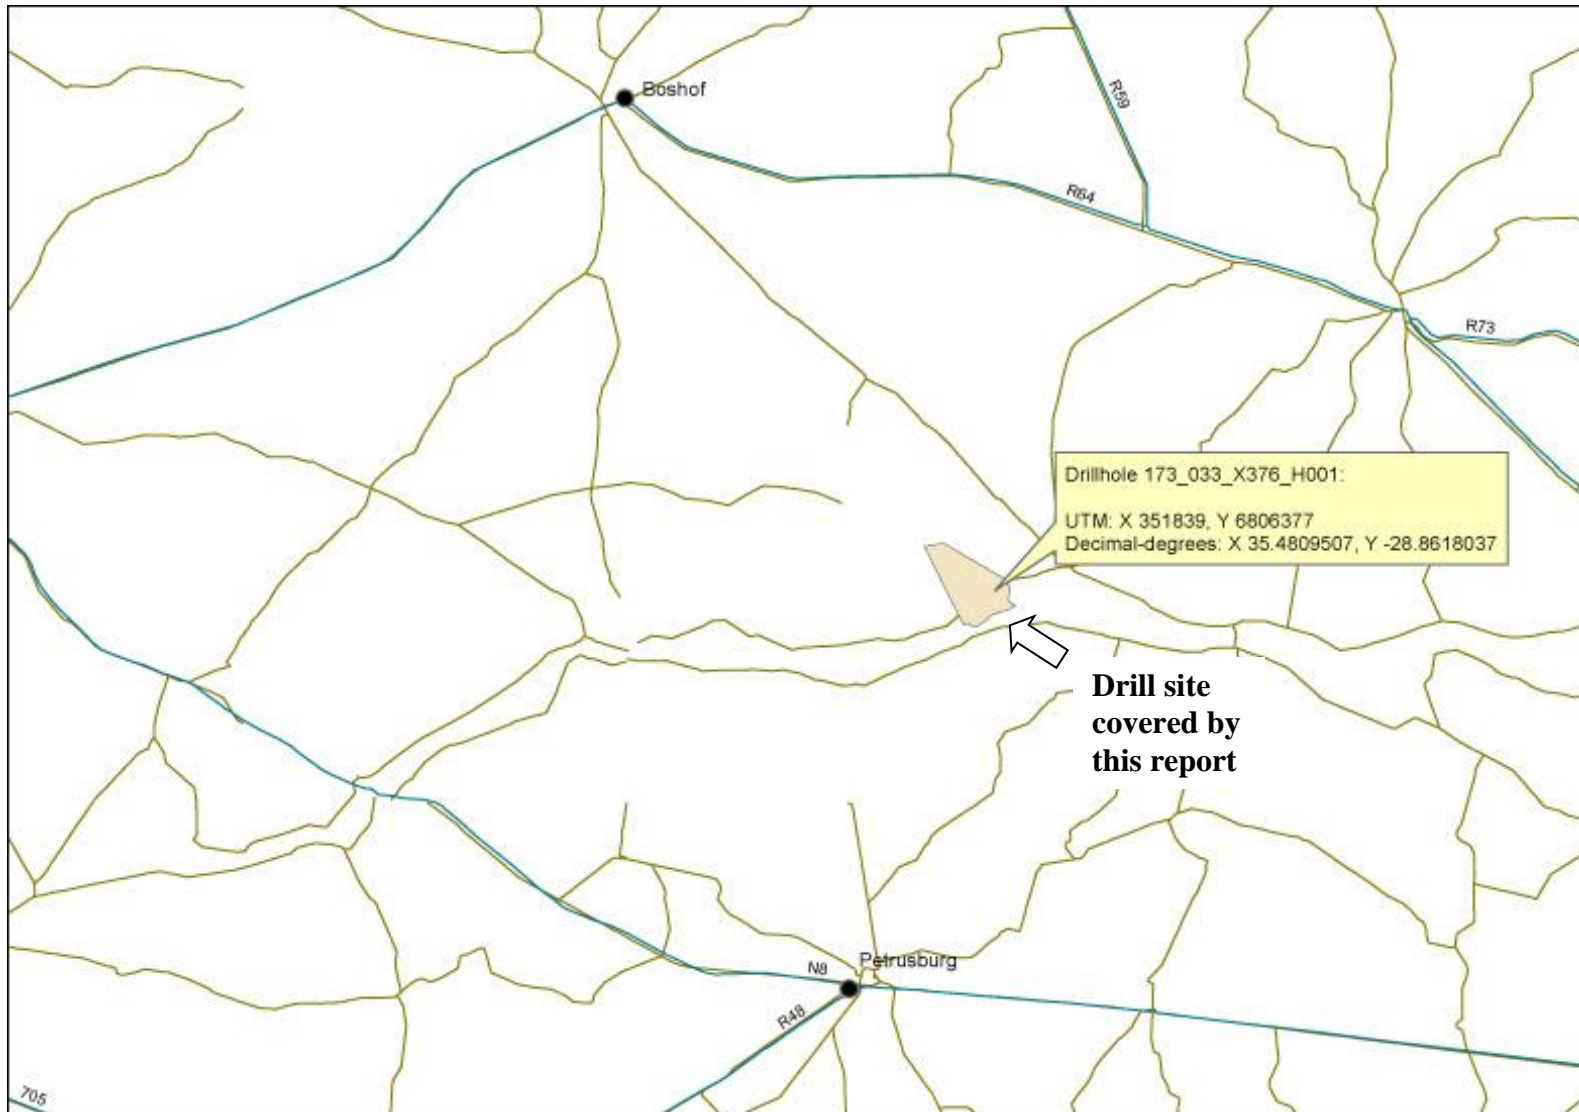 Boshof
R59
R64
R73
Drillhole 173_033_X376_H001:
UTM: X 351839, Y 6806377
Decimal-degrees: X 35.4809507, Y -28.8618037
Drill site
covered by
this report
Petrusburg
N8
R48
705